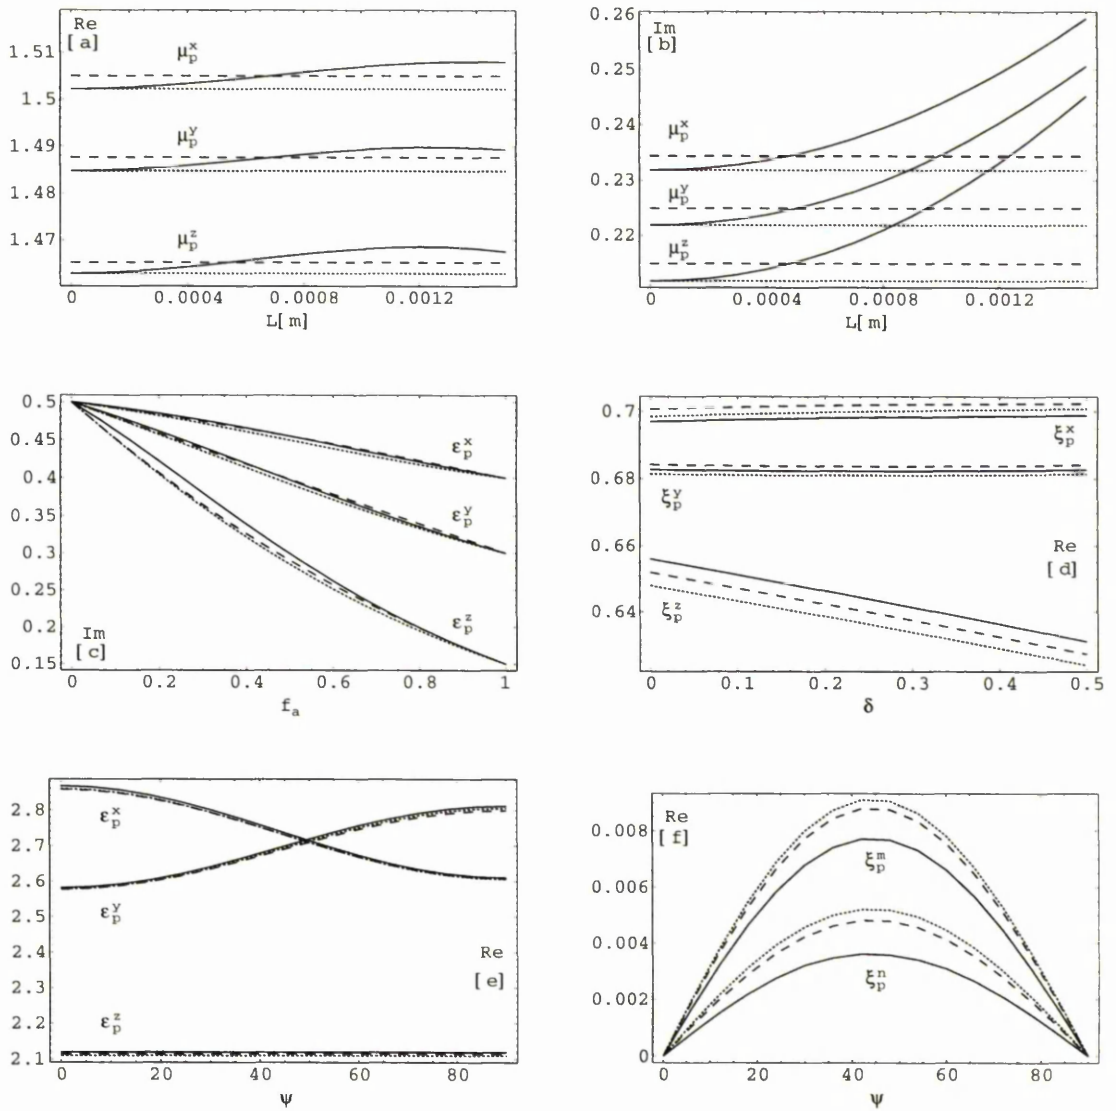 Re
[a]
1.51
1.5
1.49
1.48
1.47
μ_p^x
μ_p^y
μ_p^z
0 0.0004 0.0008 0.0012
L[m]
Im
[b]
0.26
0.25
0.24
0.23
0.22
μ_p^x
μ_p^y
μ_p^z
0 0.0004 0.0008 0.0012
L[m]
0.5
0.45
0.4
0.35
0.3
0.25
0.2
0.15
ε_p^x
ε_p^y
ε_p^z
Im
[c]
0 0.2 0.4 0.6 0.8 1
f_a
0.7
0.68
0.66
0.64
ξ_p^x
ξ_p^y
ξ_p^z
Re
[d]
0 0.1 0.2 0.3 0.4 0.5
δ
2.8
2.7
2.6
2.5
2.4
2.3
2.2
2.1
ε_p^x
ε_p^y
ε_p^z
Re
[e]
0 20 40 60 80
ψ
Re
[f]
0.008
0.006
0.004
0.002
0
ξ_p^m
ξ_p^n
0 20 40 60 80
ψ